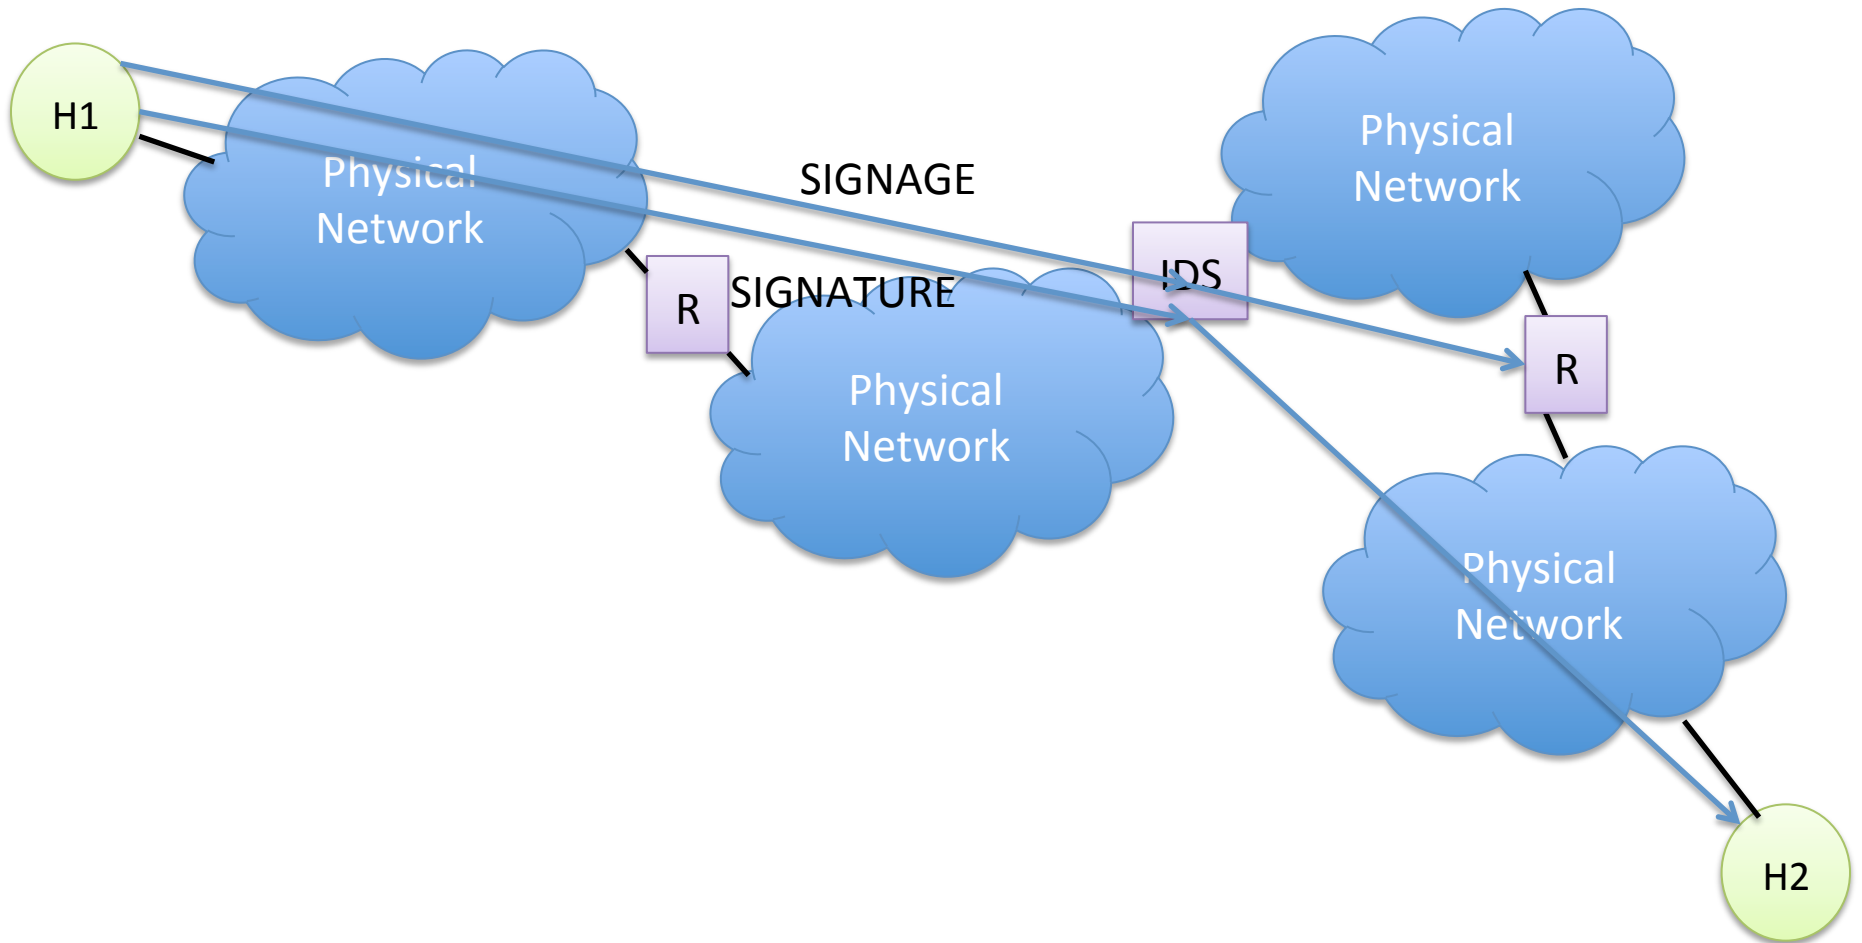 H1
Physical
Network
SIGNAGE
Physical
Network
IDS
R
SIGNATURE
R
Physical
Network
Physical
Network
H2